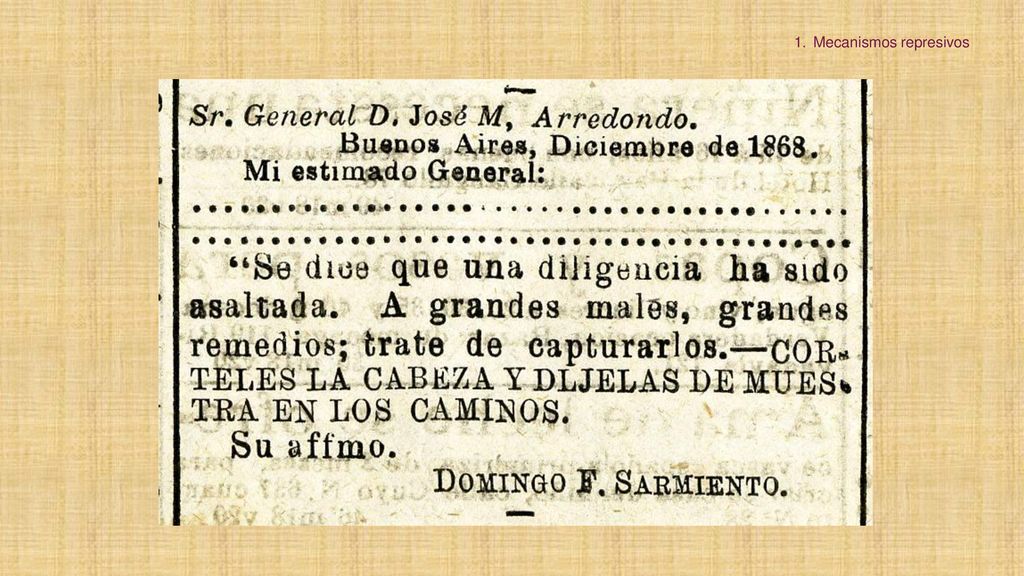 1. Mecanismos represivos
Sr. General D. José M, Arredondo.
Buenos Aires, Diciembre de 1868.
Mi estimado General:
“Se dice que una diligencia ha sido
asaltada. A grandes males, grandes
remedios; trate de capturarlos.—COR-
TELES LA CABEZA Y DLJELAS DE MUES-
TRA EN LOS CAMINOS.
Su affmo.
DOMINGO F. SARMIENTO.